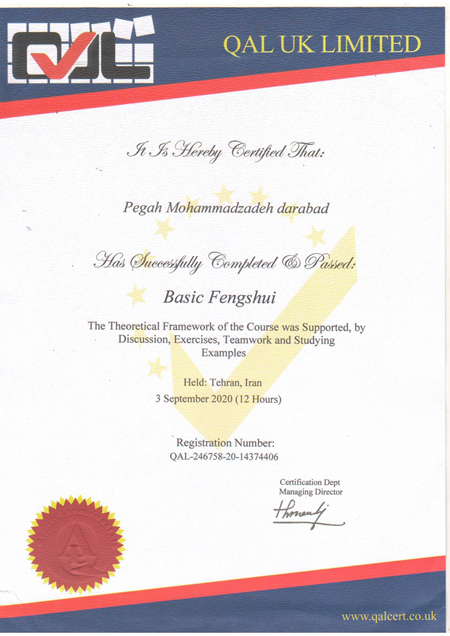 QAL
QAL UK LIMITED
It Is Hereby Certified That:
Pegah Mohammadzadeh darabad
Has Successfully Completed & Passed:
Basic Fengshui
The Theoretical Framework of the Course was Supported, by
Discussion, Exercises, Teamwork and Studying
Examples
Held: Tehran, Iran
3 September 2020 (12 Hours)
Registration Number:
QAL-246758-20-14374406
Certification Dept
Managing Director
www.qalcert.co.uk